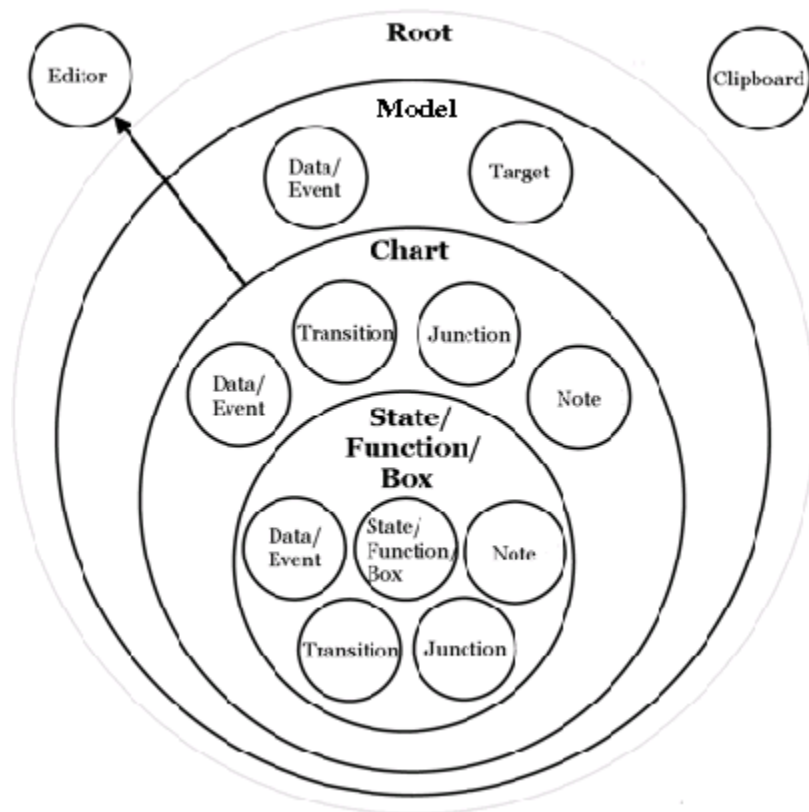 Root
Editor
Clipboard
Model
Data/
Event
Target
Chart
Transition
Junction
Data/
Event
Note
State/
Function/
Box
Data/
Event
State/
Function/
Box
Note
Transition
Junction